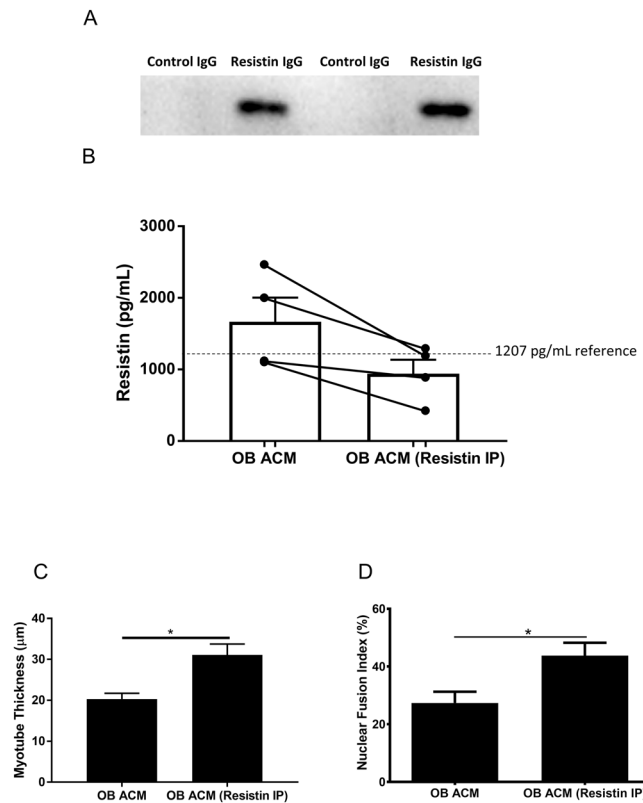 A
Control IgG Resistin IgG Control IgG Resistin IgG
B
3000
2000
1000
0
Resistin (pg/mL)
1207 pg/mL reference
OB ACM OB ACM (Resistin IP)
C
40
30
20
10
0
Myotube Thickness (μm)
*
OB ACM OB ACM (Resistin IP)
D
60
40
20
0
Nuclear Fusion Index (%)
*
OB ACM OB ACM (Resistin IP